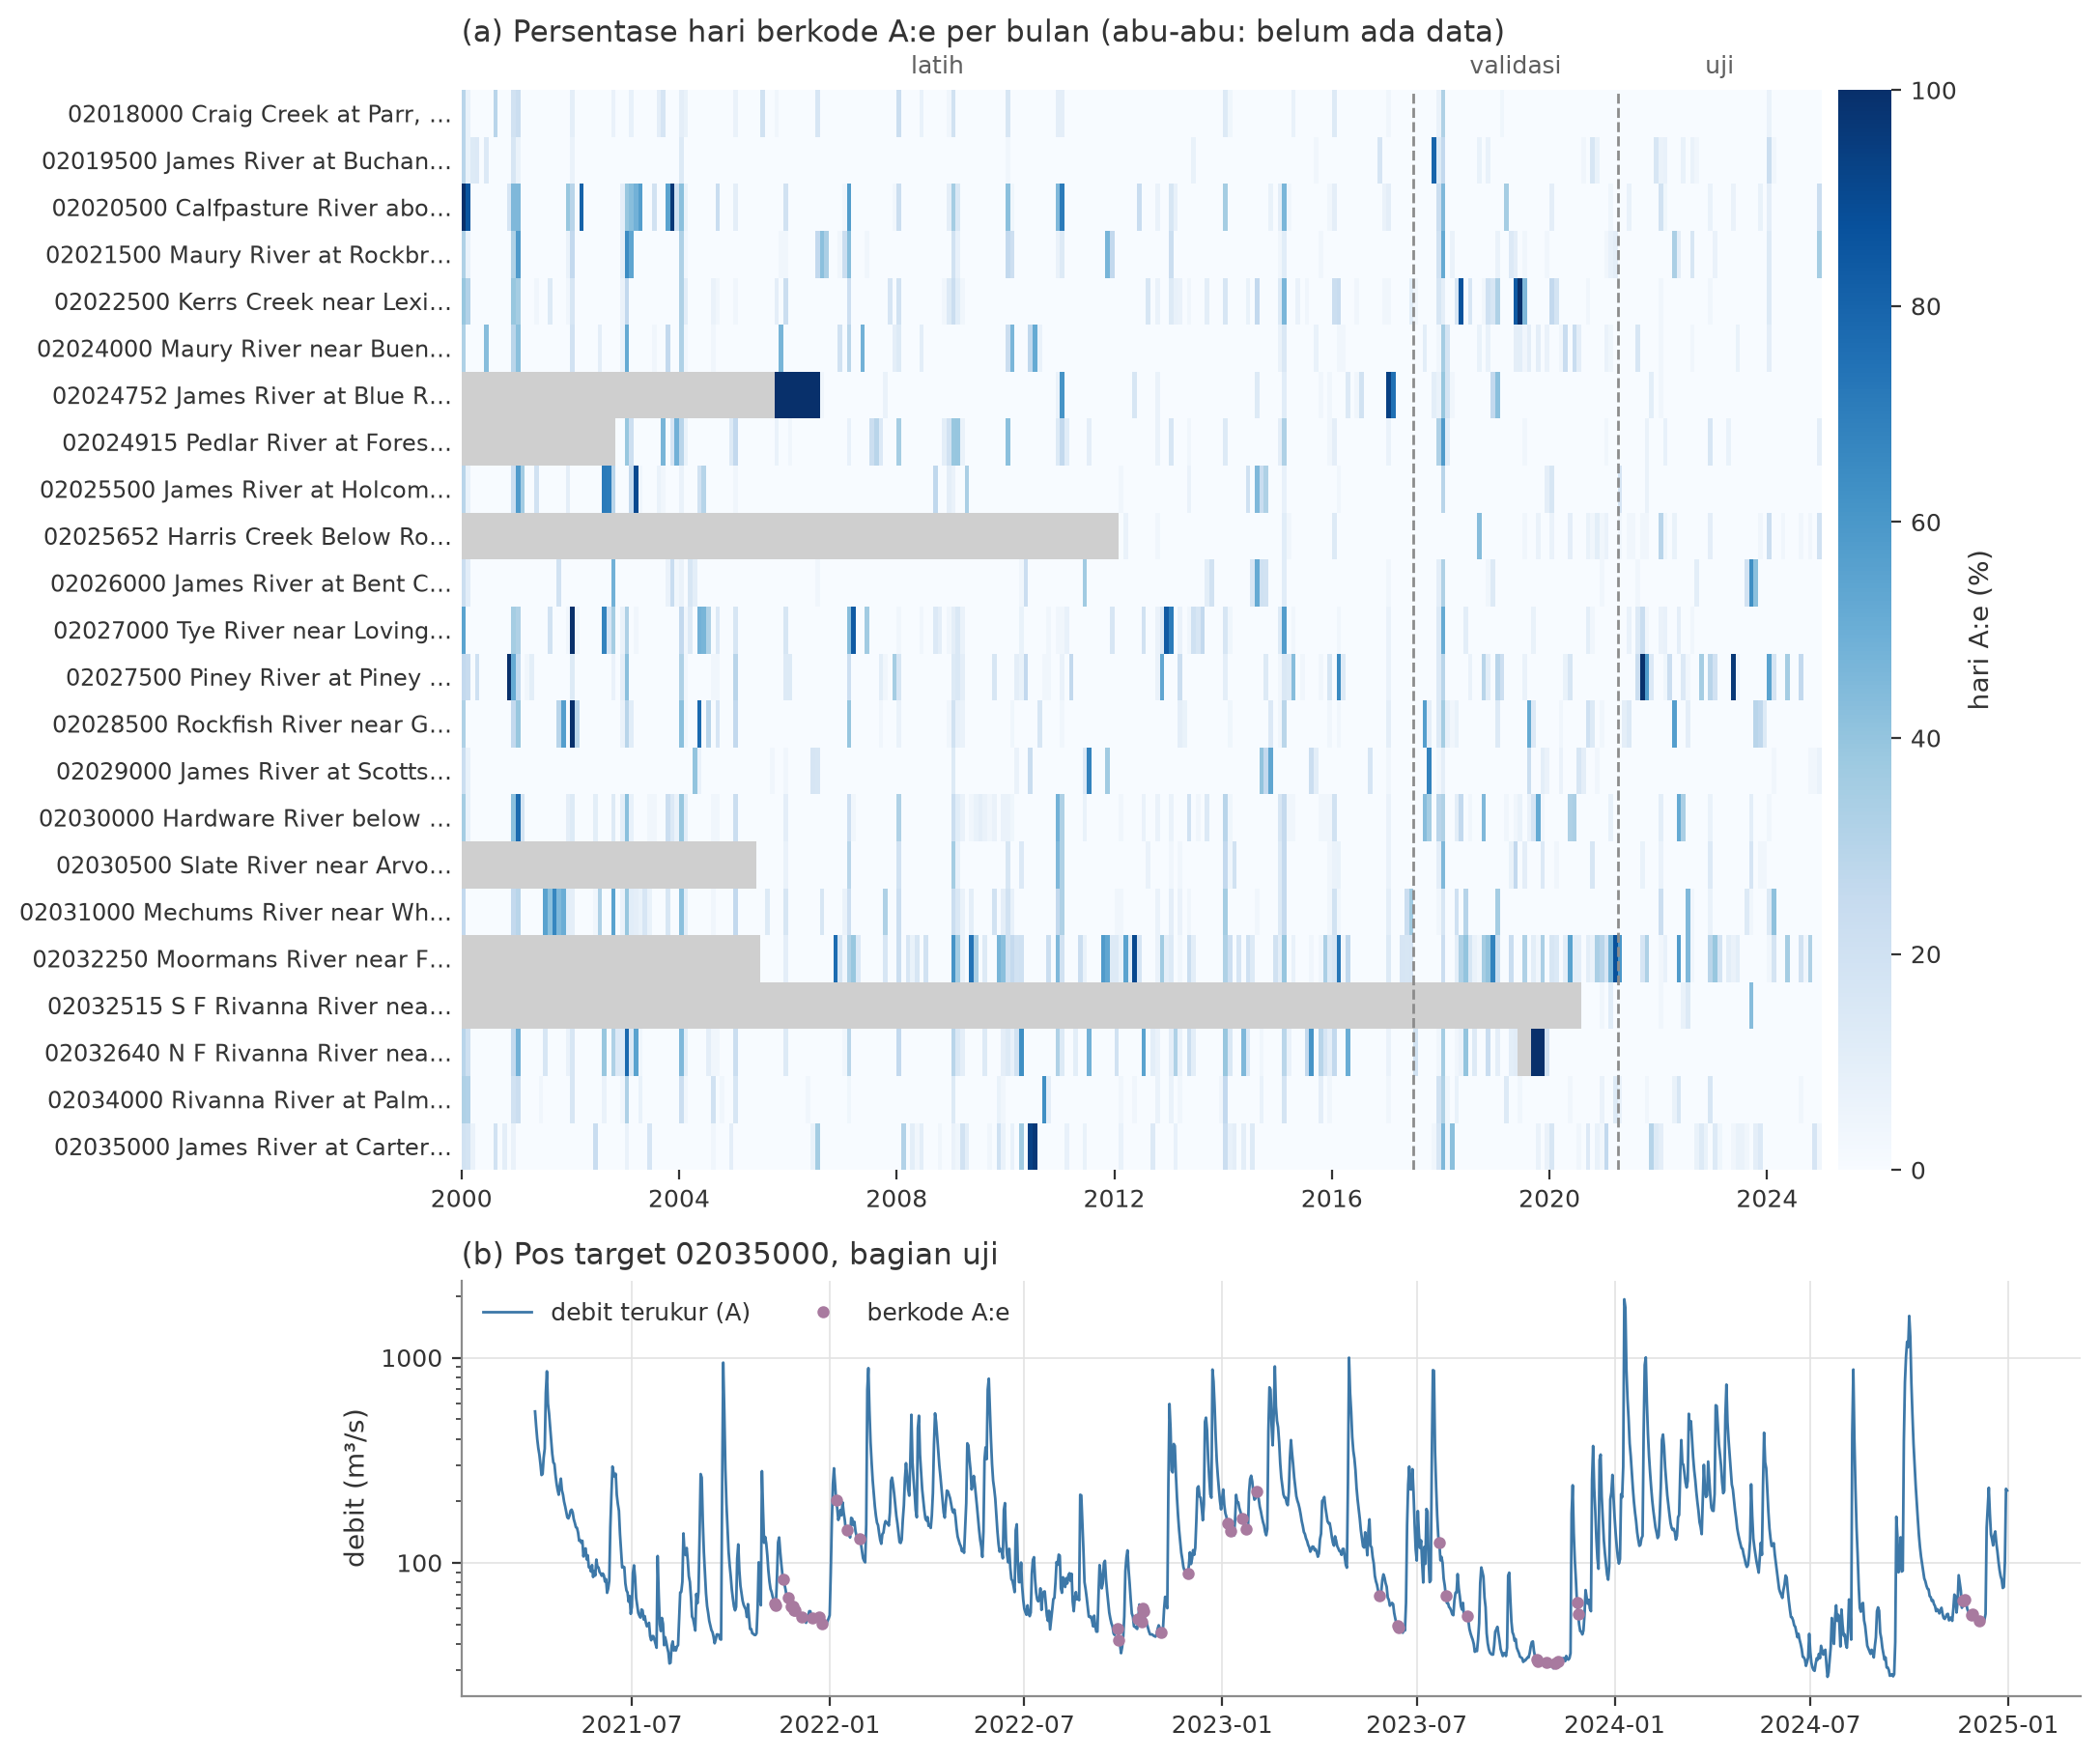 (a) Persentase hari berkode A:e per bulan (abu-abu: belum ada data)
latih validasi uji
02018000 Craig Creek at Parr, …
02019500 James River at Buchan…
02020500 Calfpasture River abo…
02021500 Maury River at Rockbr…
02022500 Kerrs Creek near Lexi…
02024000 Maury River near Buen…
02024752 James River at Blue R…
02024915 Pedlar River at Fores…
02025500 James River at Holcom…
02025652 Harris Creek Below Ro…
02026000 James River at Bent C…
02027000 Tye River near Loving…
02027500 Piney River at Piney …
02028500 Rockfish River near G…
02029000 James River at Scotts…
02030000 Hardware River below …
02030500 Slate River near Arvo…
02031000 Mechums River near Wh…
02032250 Moormans River near F…
02032515 S F Rivanna River nea…
02032640 N F Rivanna River nea…
02034000 Rivanna River at Palm…
02035000 James River at Carter…
2000 2004 2008 2012 2016 2020 2024
100
80
60
40
20
0
hari A:e (%)
(b) Pos target 02035000, bagian uji
debit terukur (A) berkode A:e
1000
100
debit (m³/s)
2021-07 2022-01 2022-07 2023-01 2023-07 2024-01 2024-07 2025-01